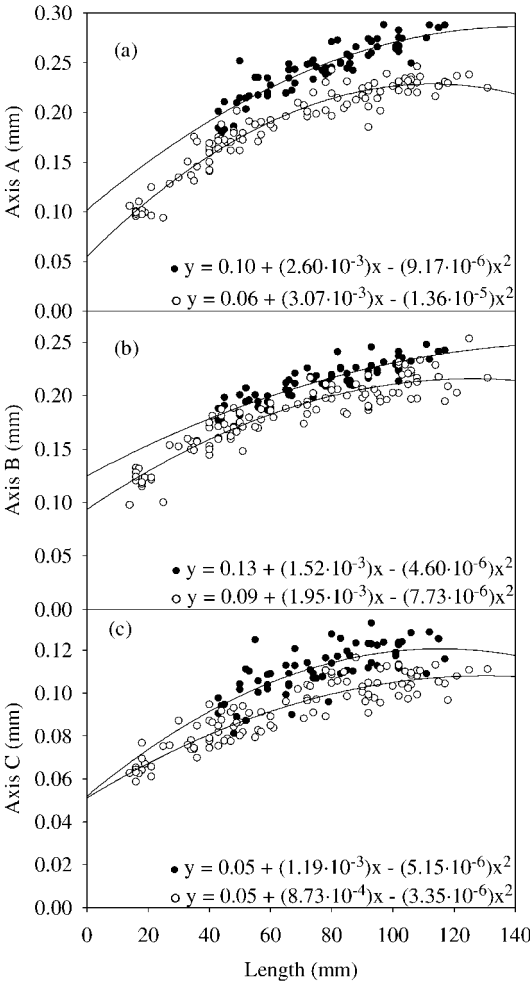 0.30
(a)
0.25
0.20
Axis A (mm)
0.15
0.10
● y = 0.10 + (2.60·10⁻³)x - (9.17·10⁻⁶)x²
0.05
○ y = 0.06 + (3.07·10⁻³)x - (1.36·10⁻⁵)x²
0.00
(b)
0.25
0.20
Axis B (mm)
0.15
0.10
● y = 0.13 + (1.52·10⁻³)x - (4.60·10⁻⁶)x²
0.05
○ y = 0.09 + (1.95·10⁻³)x - (7.73·10⁻⁶)x²
0.00
(c)
0.12
0.10
0.08
Axis C (mm)
0.06
0.04
● y = 0.05 + (1.19·10⁻³)x - (5.15·10⁻⁶)x²
0.02
○ y = 0.05 + (8.73·10⁻⁴)x - (3.35·10⁻⁶)x²
0.00
0 20 40 60 80 100 120 140
Length (mm)